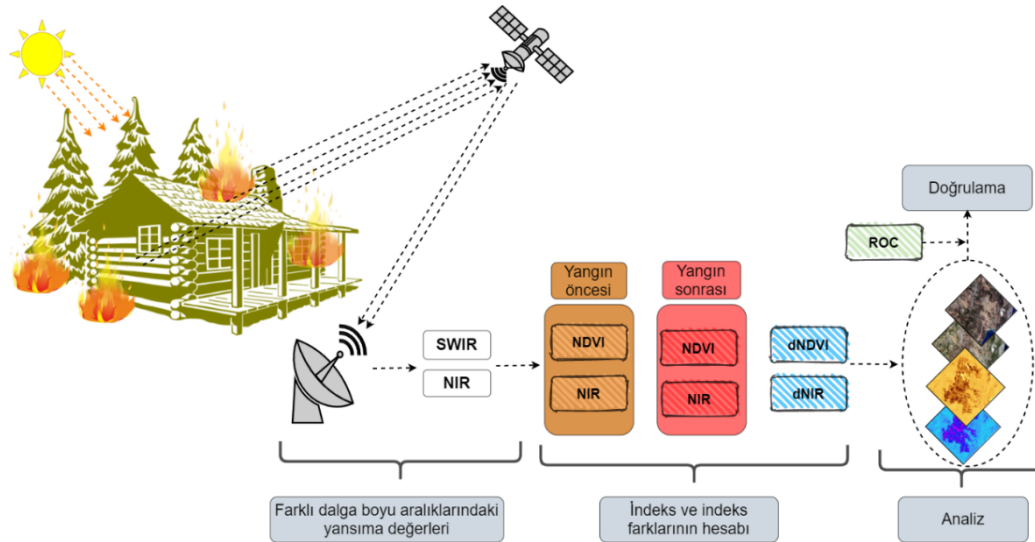 Doğrulama
ROC
Yangın
öncesi
Yangın
sonrası
SWIR
NIR
NDVI
NIR
NDVI
NIR
dNDVI
dNIR
Farklı dalga boyu aralıklarındaki
yansıma değerleri
İndeks ve indeks
farklarının hesabı
Analiz